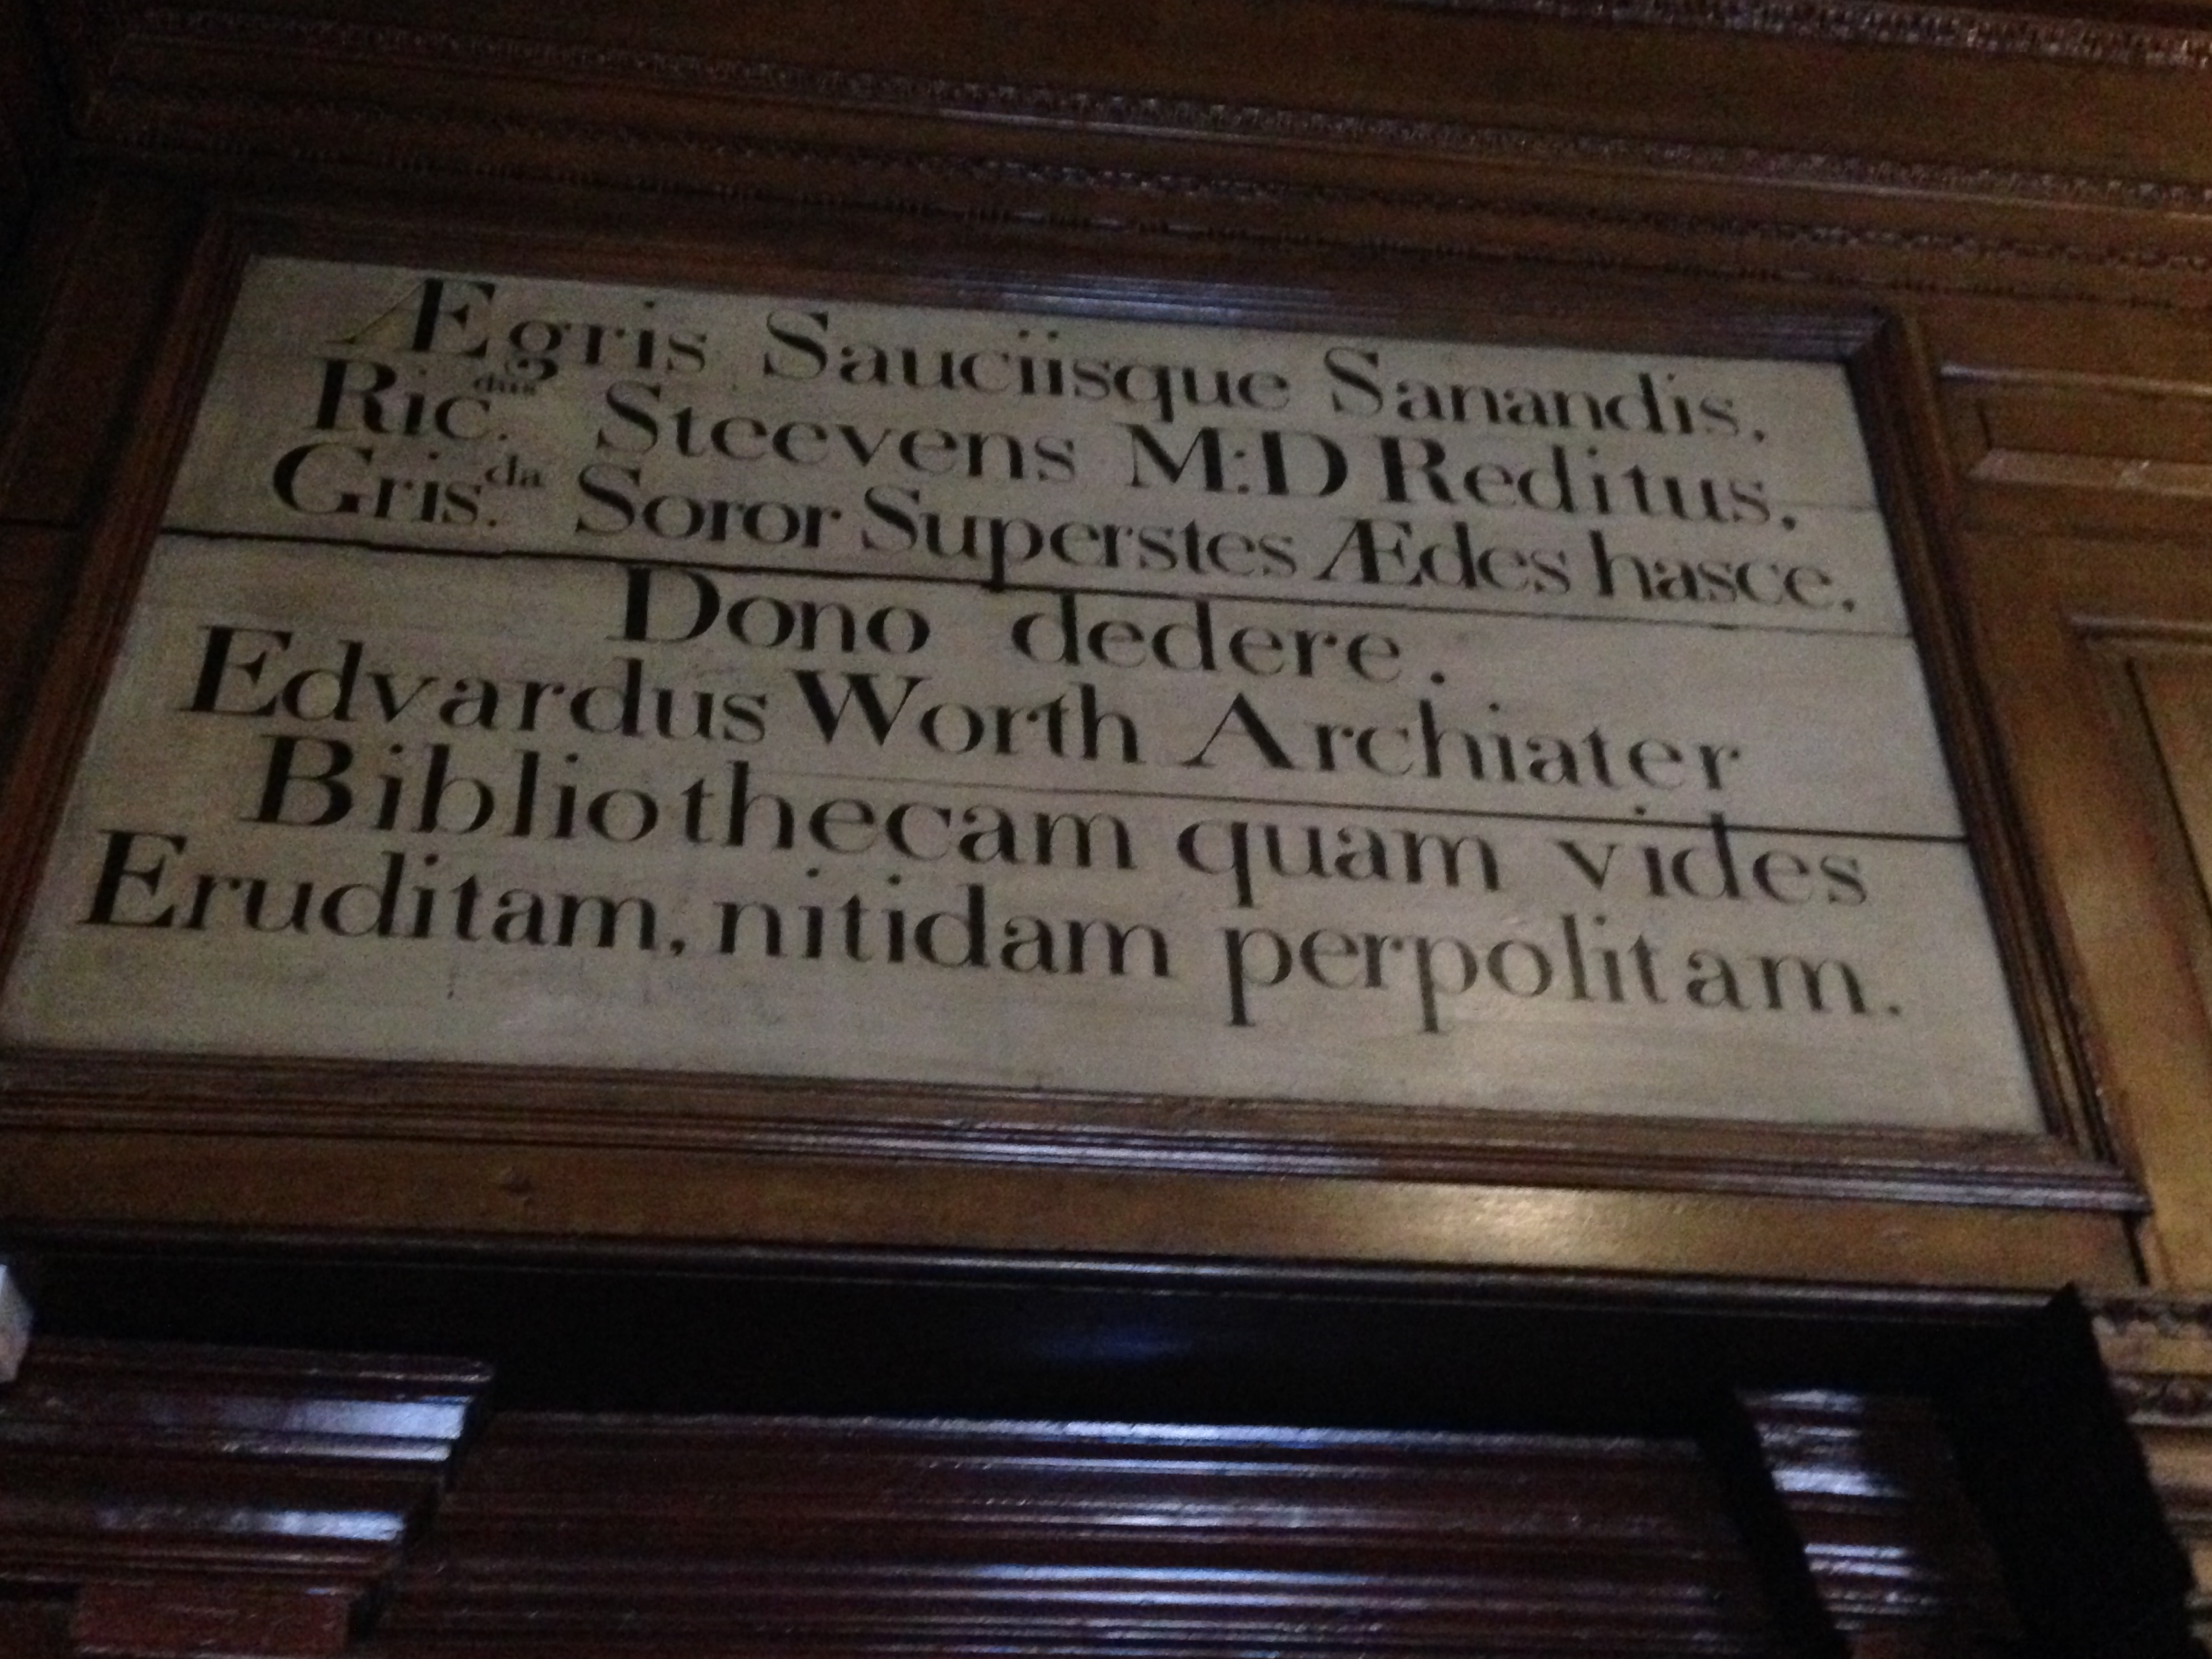 Ægris Sauciisque Sanandis,
Ric.dus Steevens M:D Reditus,
Gris.da Soror Superstes Ædes hasce,
Dono dedere.
Edvardus Worth Archiater
Bibliothecam quam vides
Eruditam, nitidam perpolitam.